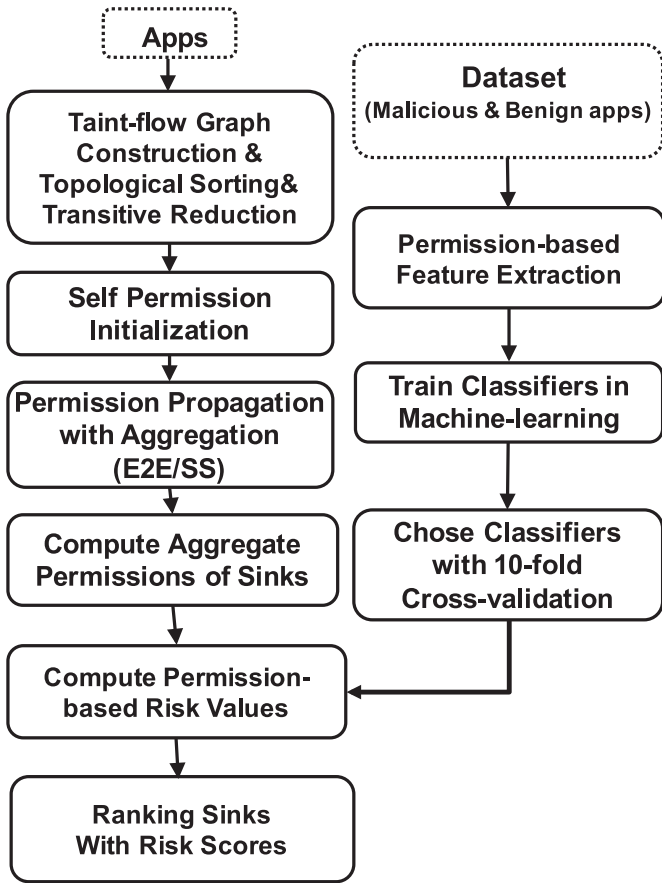 Apps
Taint-flow Graph
Construction &
Topological Sorting&
Transitive Reduction
Self Permission
Initialization
Permission Propagation
with Aggregation
(E2E/SS)
Compute Aggregate
Permissions of Sinks
Compute Permission-
based Risk Values
Ranking Sinks
With Risk Scores
Dataset
(Malicious & Benign apps)
Permission-based
Feature Extraction
Train Classifiers in
Machine-learning
Chose Classifiers
with 10-fold
Cross-validation